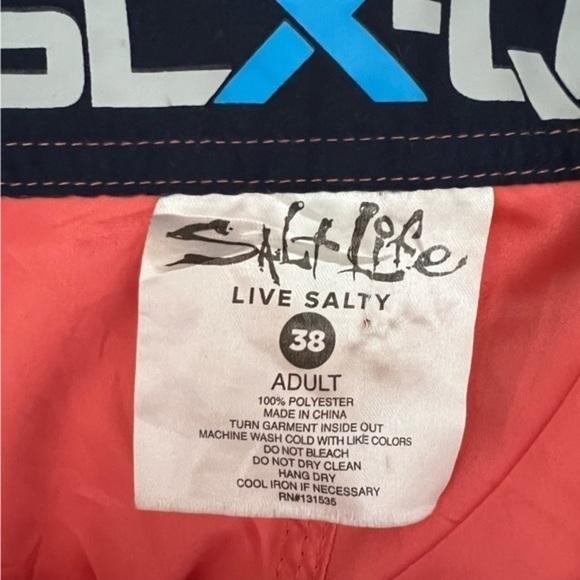 SLX-
Salt Life
LIVE SALTY
38
ADULT
100% POLYESTER
MADE IN CHINA
TURN GARMENT INSIDE OUT
MACHINE WASH COLD WITH LIKE COLORS
DO NOT BLEACH
DO NOT DRY CLEAN
HANG DRY
COOL IRON IF NECESSARY
RN#131535